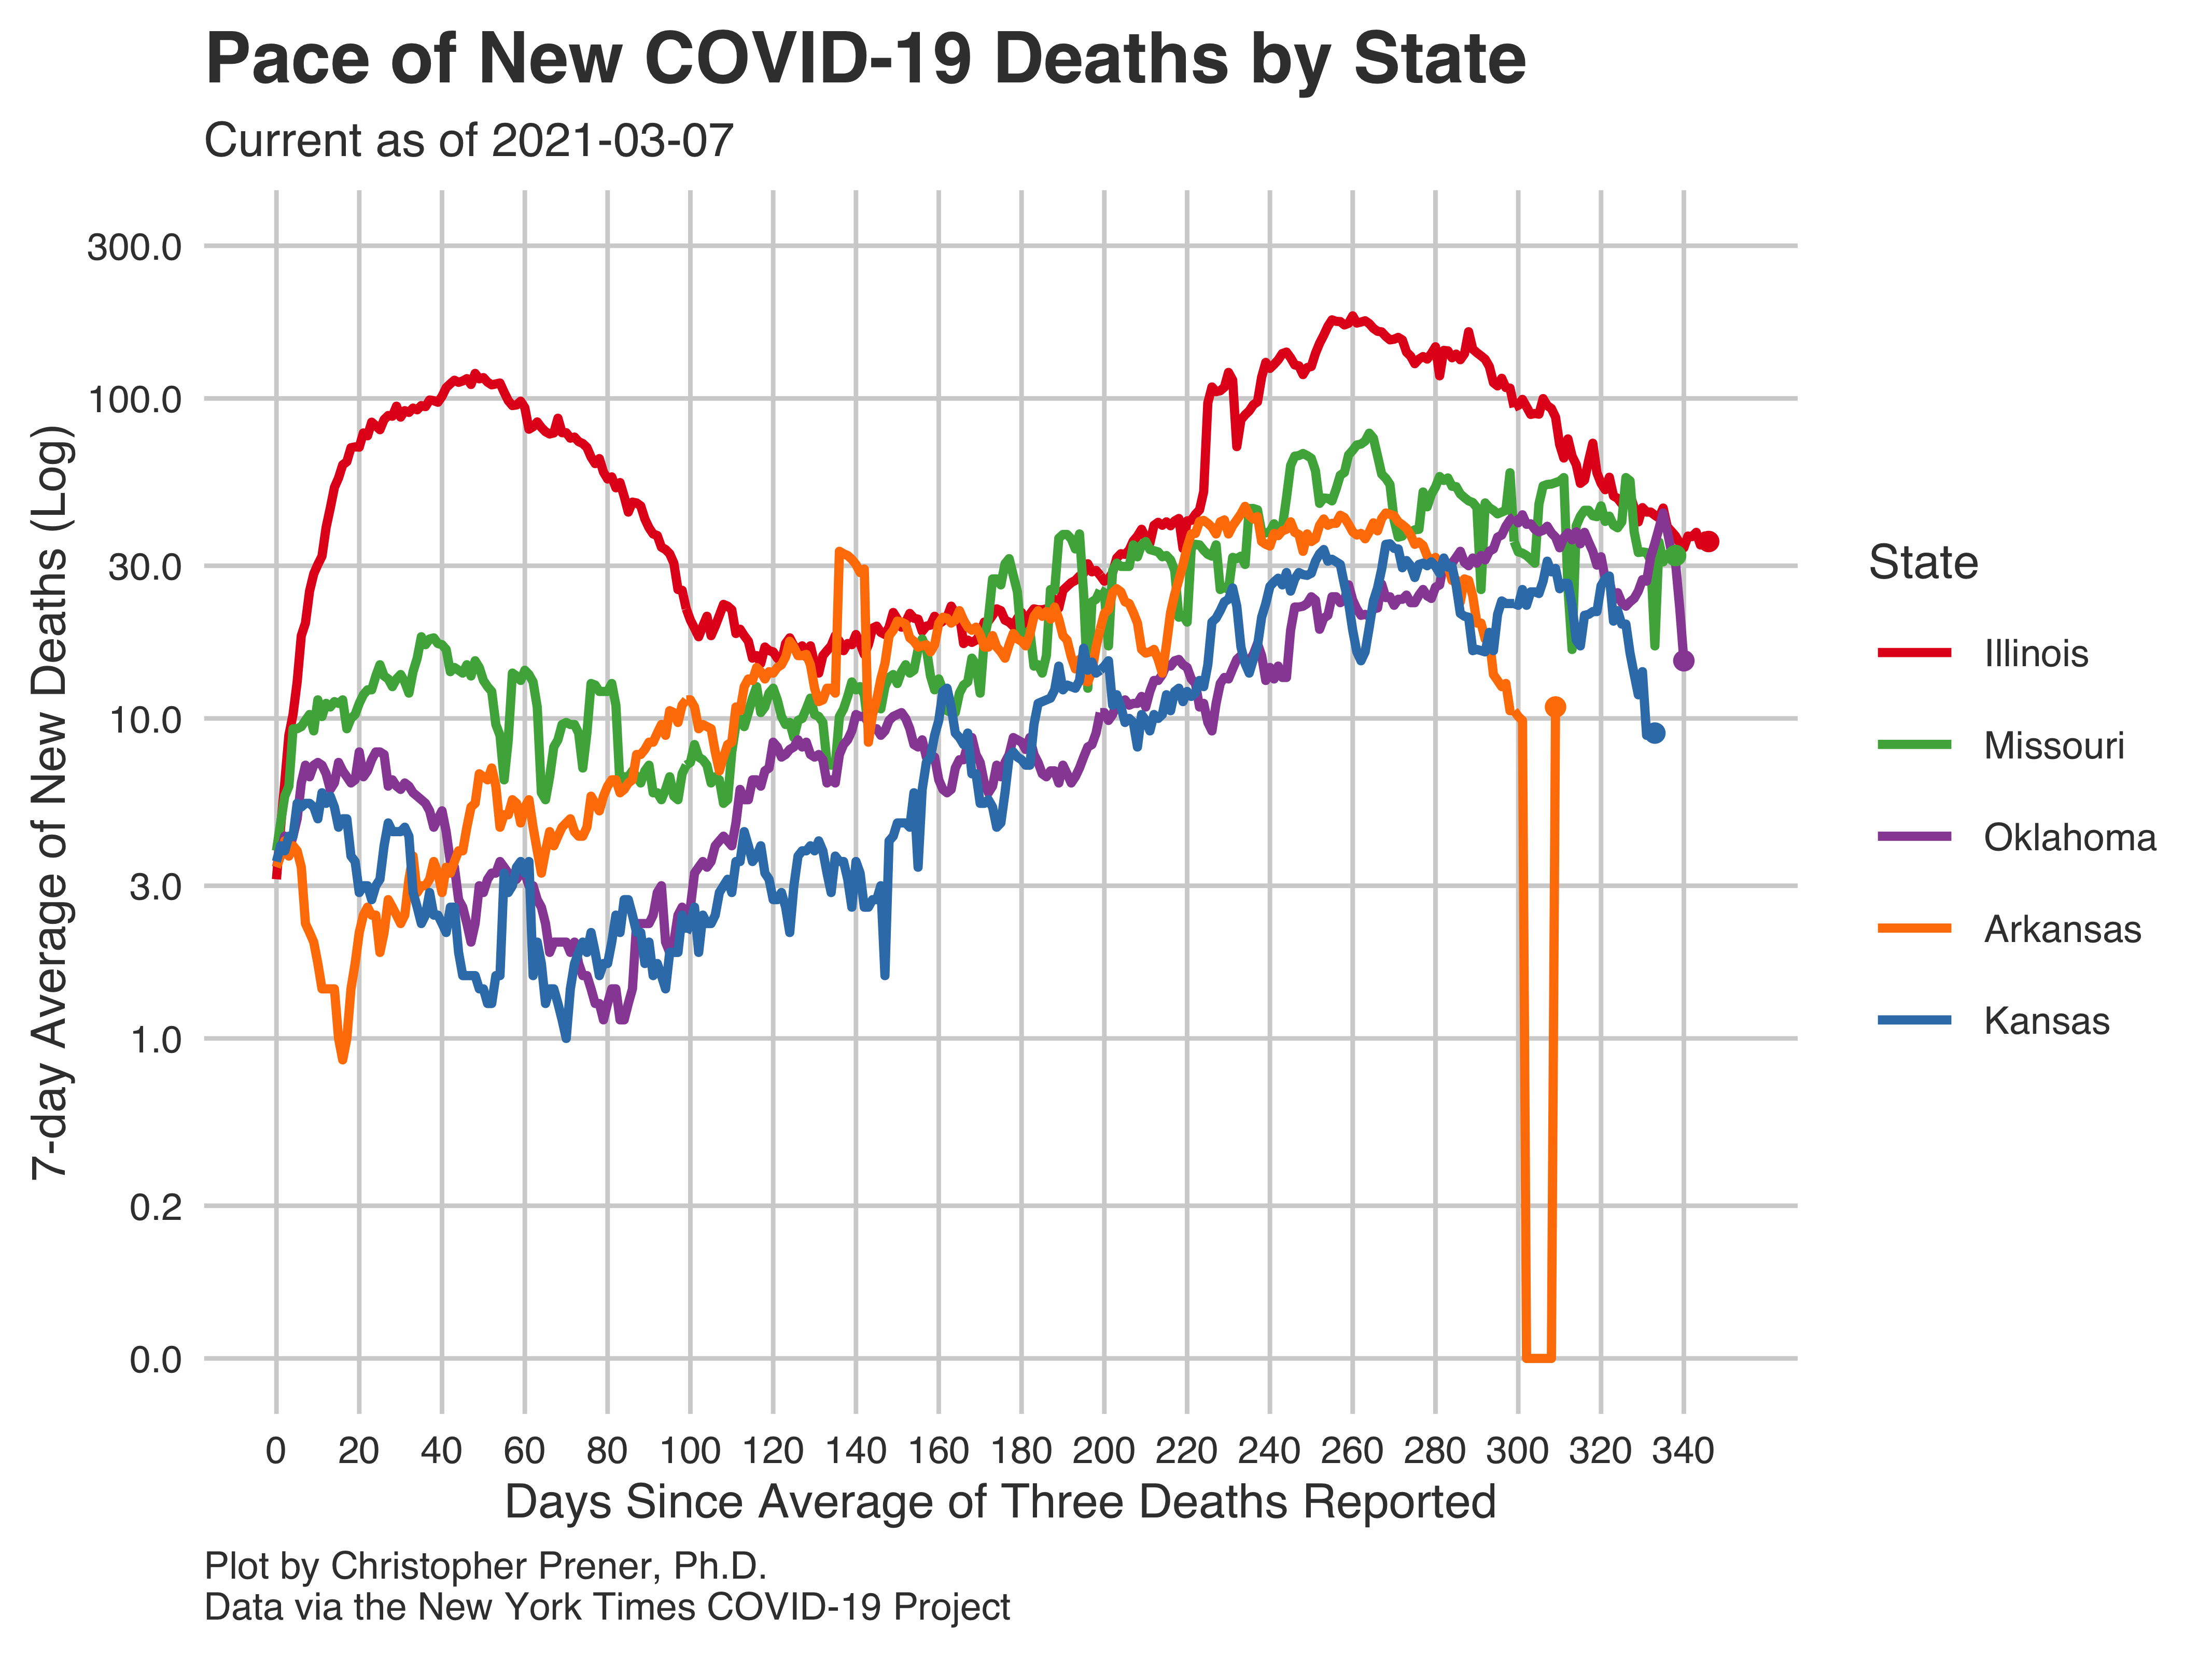 Pace of New COVID-19 Deaths by State
Current as of 2021-03-07
7-day Average of New Deaths (Log)
300.0
100.0
30.0
10.0
3.0
1.0
0.2
0.0
0 20 40 60 80 100 120 140 160 180 200 220 240 260 280 300 320 340
Days Since Average of Three Deaths Reported
State
Illinois
Missouri
Oklahoma
Arkansas
Kansas
Plot by Christopher Prener, Ph.D.
Data via the New York Times COVID-19 Project